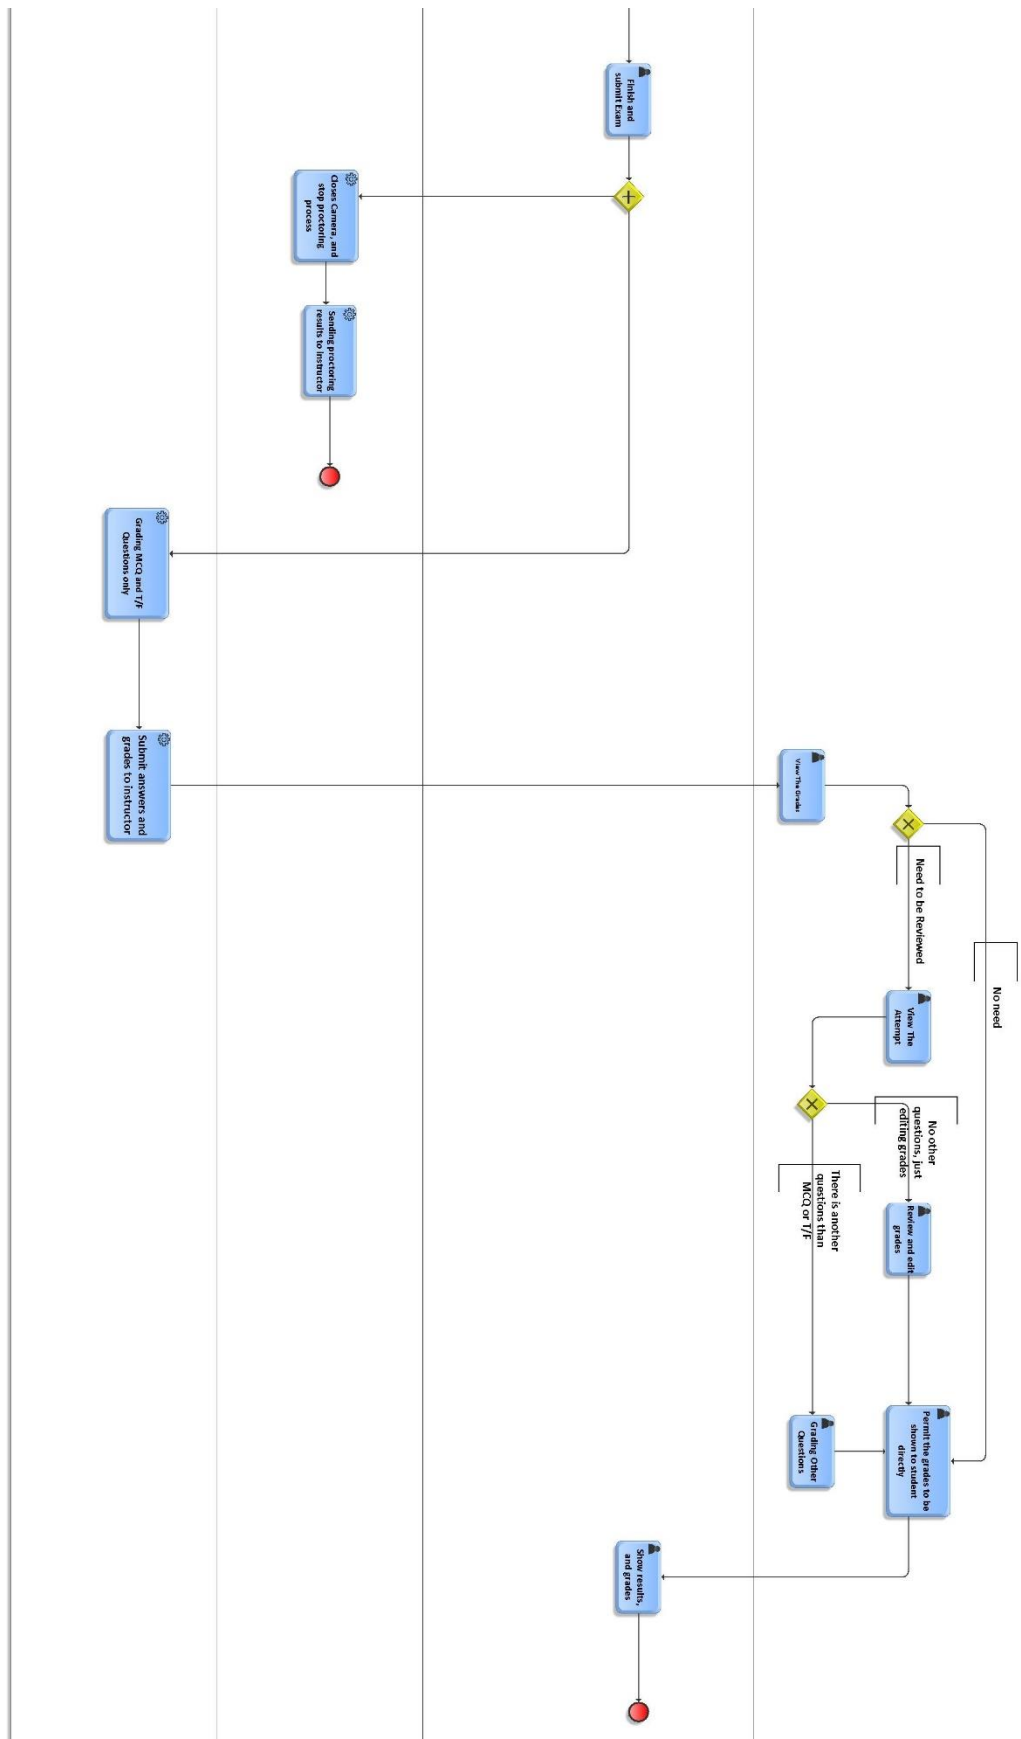 Finish and
submit Exam
Closes Camera, and
stop proctoring
process
Sending proctoring
results to instructor
Grading MCQ and T/F
Questions only
Submit answers and
grades to instructor
View The Grades
Need to be Reviewed
No need
View The
Attempt
No other
questions, just
editing grades
There is another
questions than
MCQ or T/F
Review and edit
grades
Grading Other
Questions
Permit the grades to be
shown to student
directly
Show results,
and grades